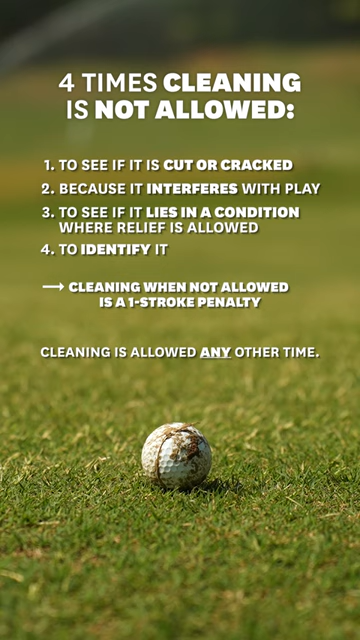 4 TIMES CLEANING
IS NOT ALLOWED:
1. TO SEE IF IT IS CUT OR CRACKED
2. BECAUSE IT INTERFERES WITH PLAY
3. TO SEE IF IT LIES IN A CONDITION
WHERE RELIEF IS ALLOWED
4. TO IDENTIFY IT
→ CLEANING WHEN NOT ALLOWED
IS A 1-STROKE PENALTY
CLEANING IS ALLOWED ANY OTHER TIME.